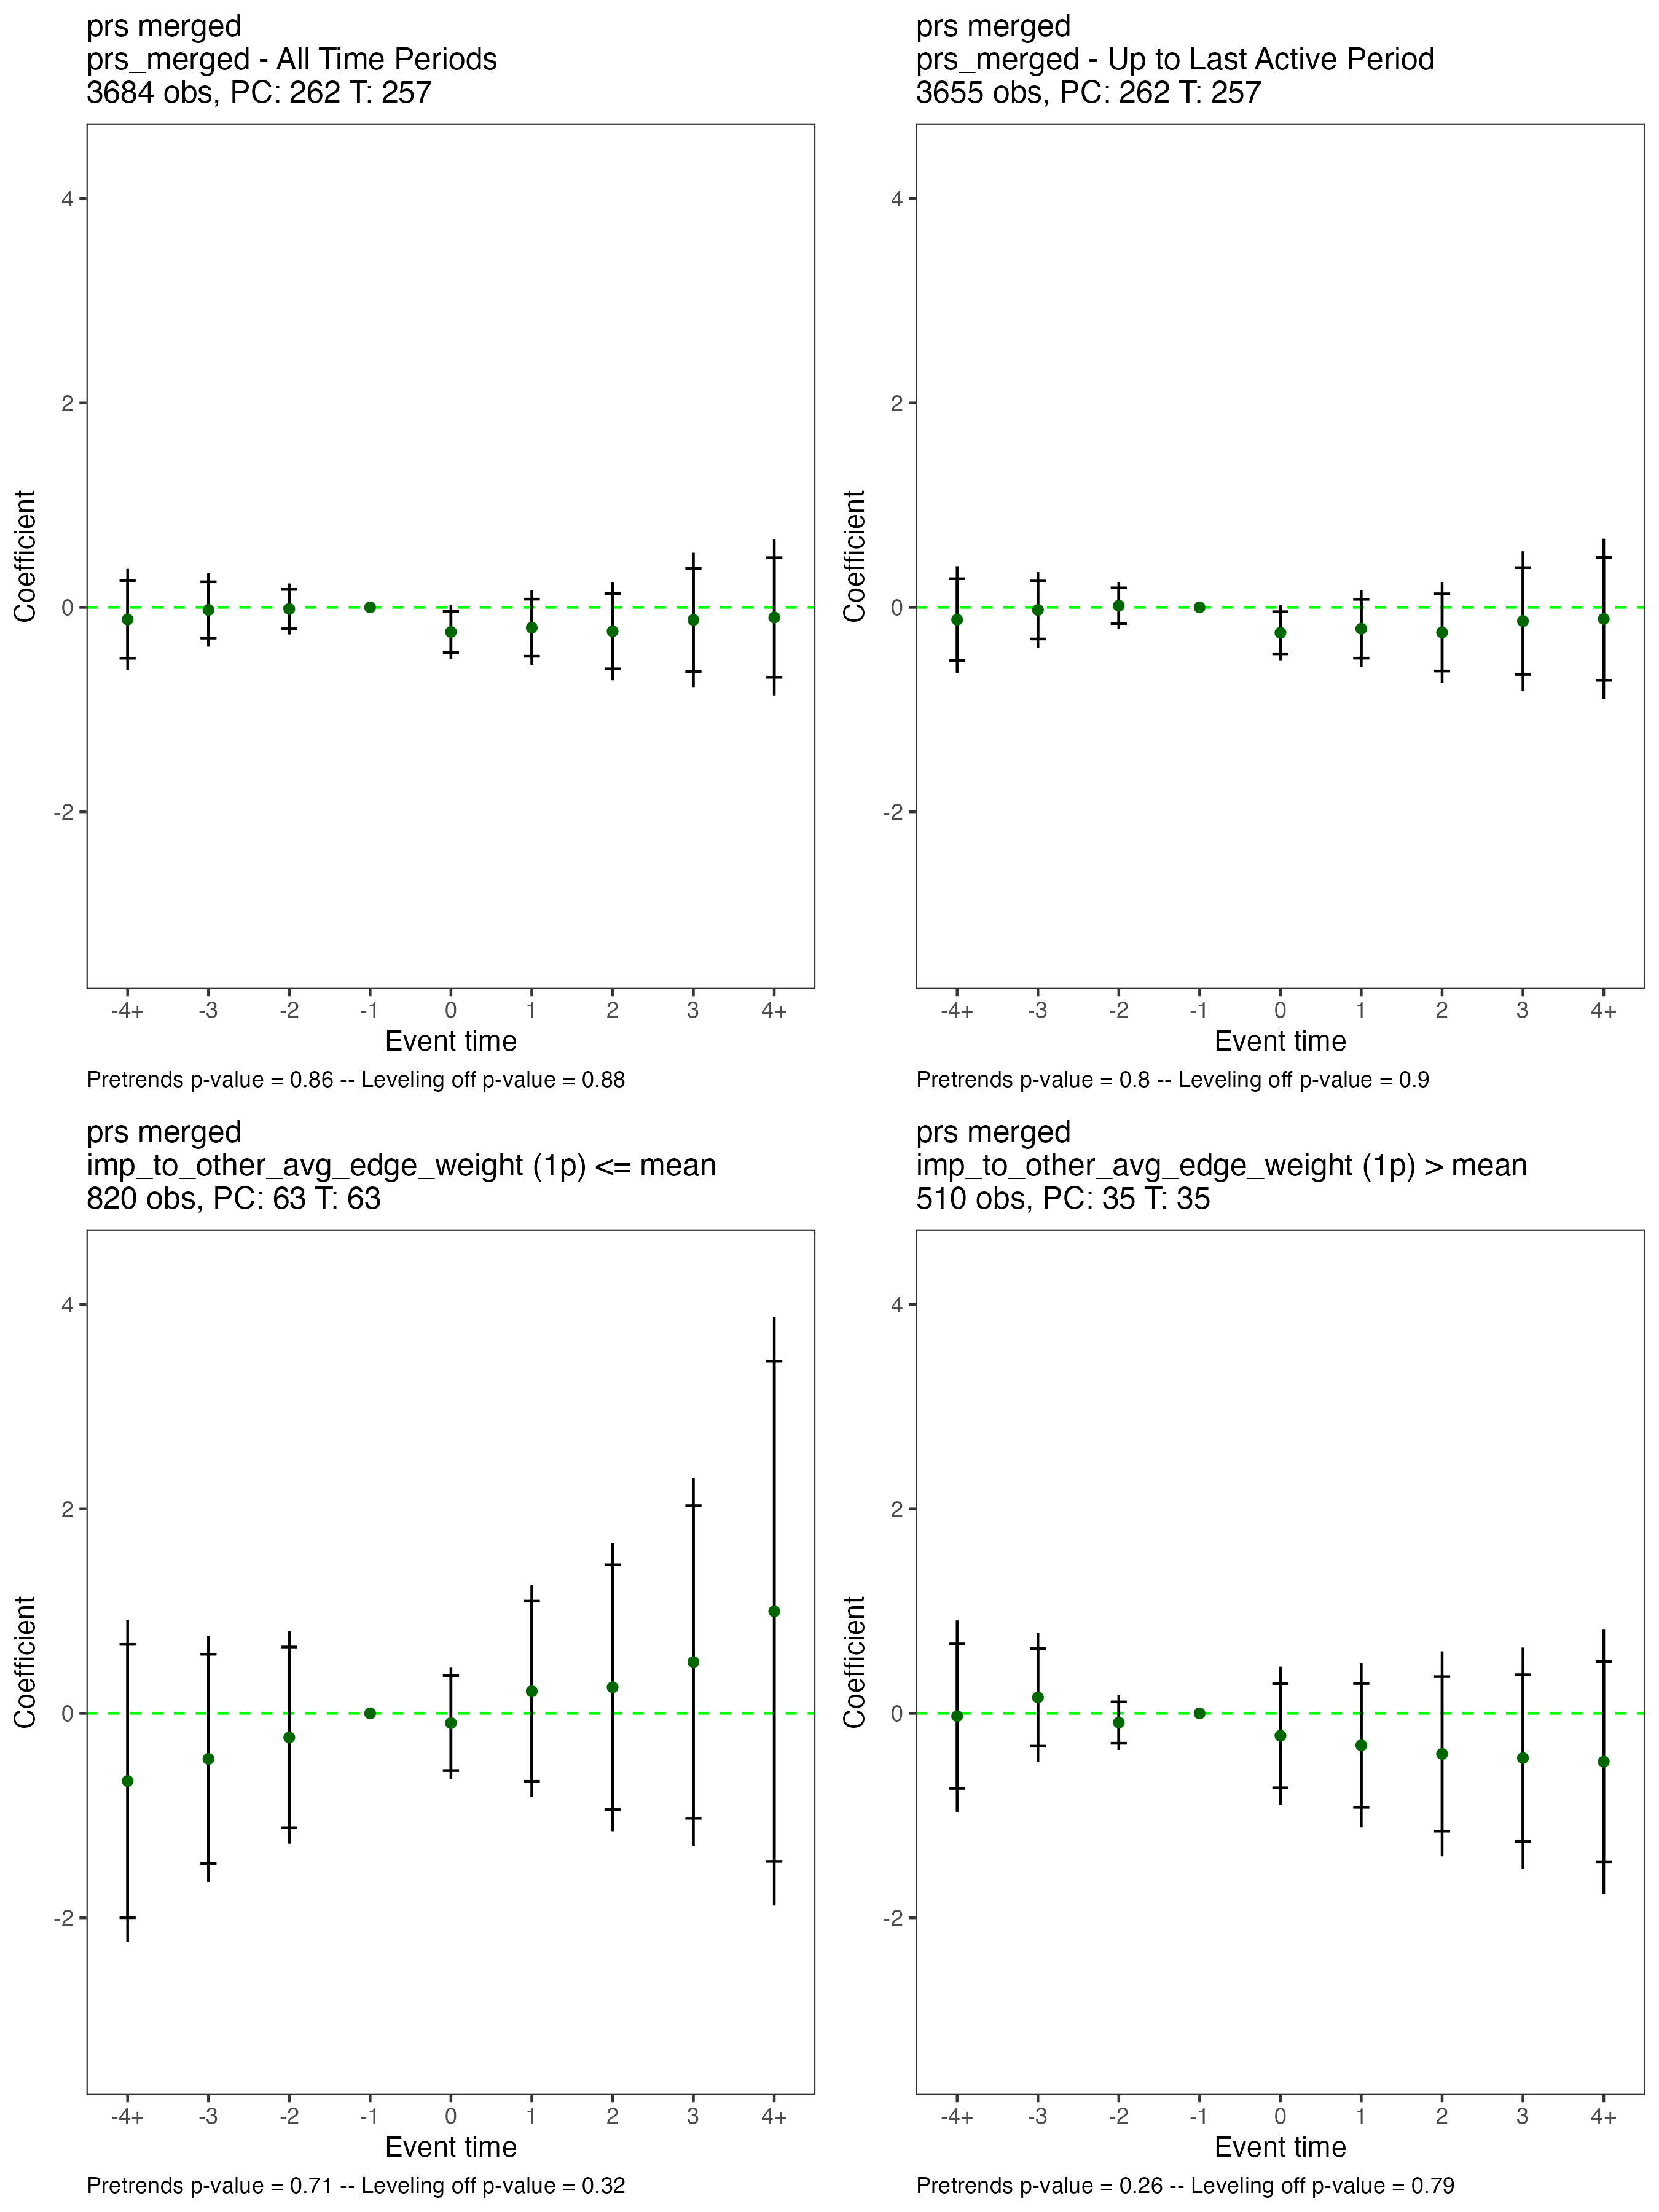 prs merged
prs_merged - All Time Periods
3684 obs, PC: 262 T: 257
Coefficient
4
2
0
-2
-4+ -3 -2 -1 0 1 2 3 4+
Event time
Pretrends p-value = 0.86 -- Leveling off p-value = 0.88
prs merged
prs_merged - Up to Last Active Period
3655 obs, PC: 262 T: 257
Coefficient
4
2
0
-2
-4+ -3 -2 -1 0 1 2 3 4+
Event time
Pretrends p-value = 0.8 -- Leveling off p-value = 0.9
prs merged
imp_to_other_avg_edge_weight (1p) <= mean
820 obs, PC: 63 T: 63
Coefficient
4
2
0
-2
-4+ -3 -2 -1 0 1 2 3 4+
Event time
Pretrends p-value = 0.71 -- Leveling off p-value = 0.32
prs merged
imp_to_other_avg_edge_weight (1p) > mean
510 obs, PC: 35 T: 35
Coefficient
4
2
0
-2
-4+ -3 -2 -1 0 1 2 3 4+
Event time
Pretrends p-value = 0.26 -- Leveling off p-value = 0.79